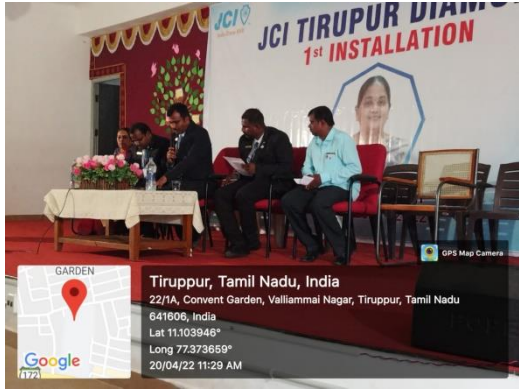 JCI
JCI TIRUPUR DIAMO
1st INSTALLATION
GPS Map Camera
GARDEN
Google
172
Tiruppur, Tamil Nadu, India
22/1A, Convent Garden, Valliammai Nagar, Tiruppur, Tamil Nadu
641606, India
Lat 11.103946°
Long 77.373659°
20/04/22 11:29 AM